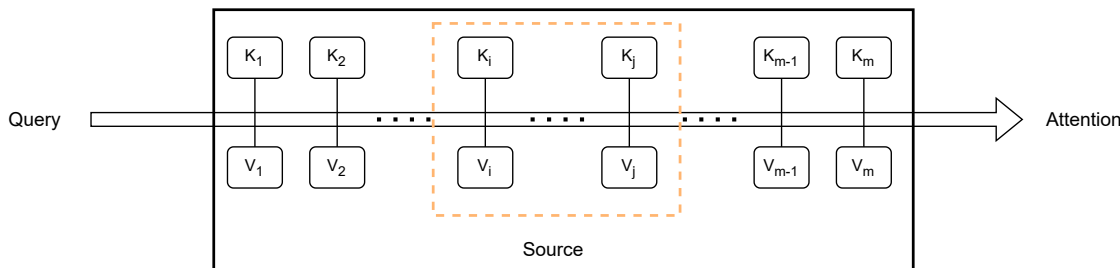 K1 K2 Ki Kj Km-1 Km
Query .... .... .... Attention
V1 V2 Vi Vj Vm-1 Vm
Source